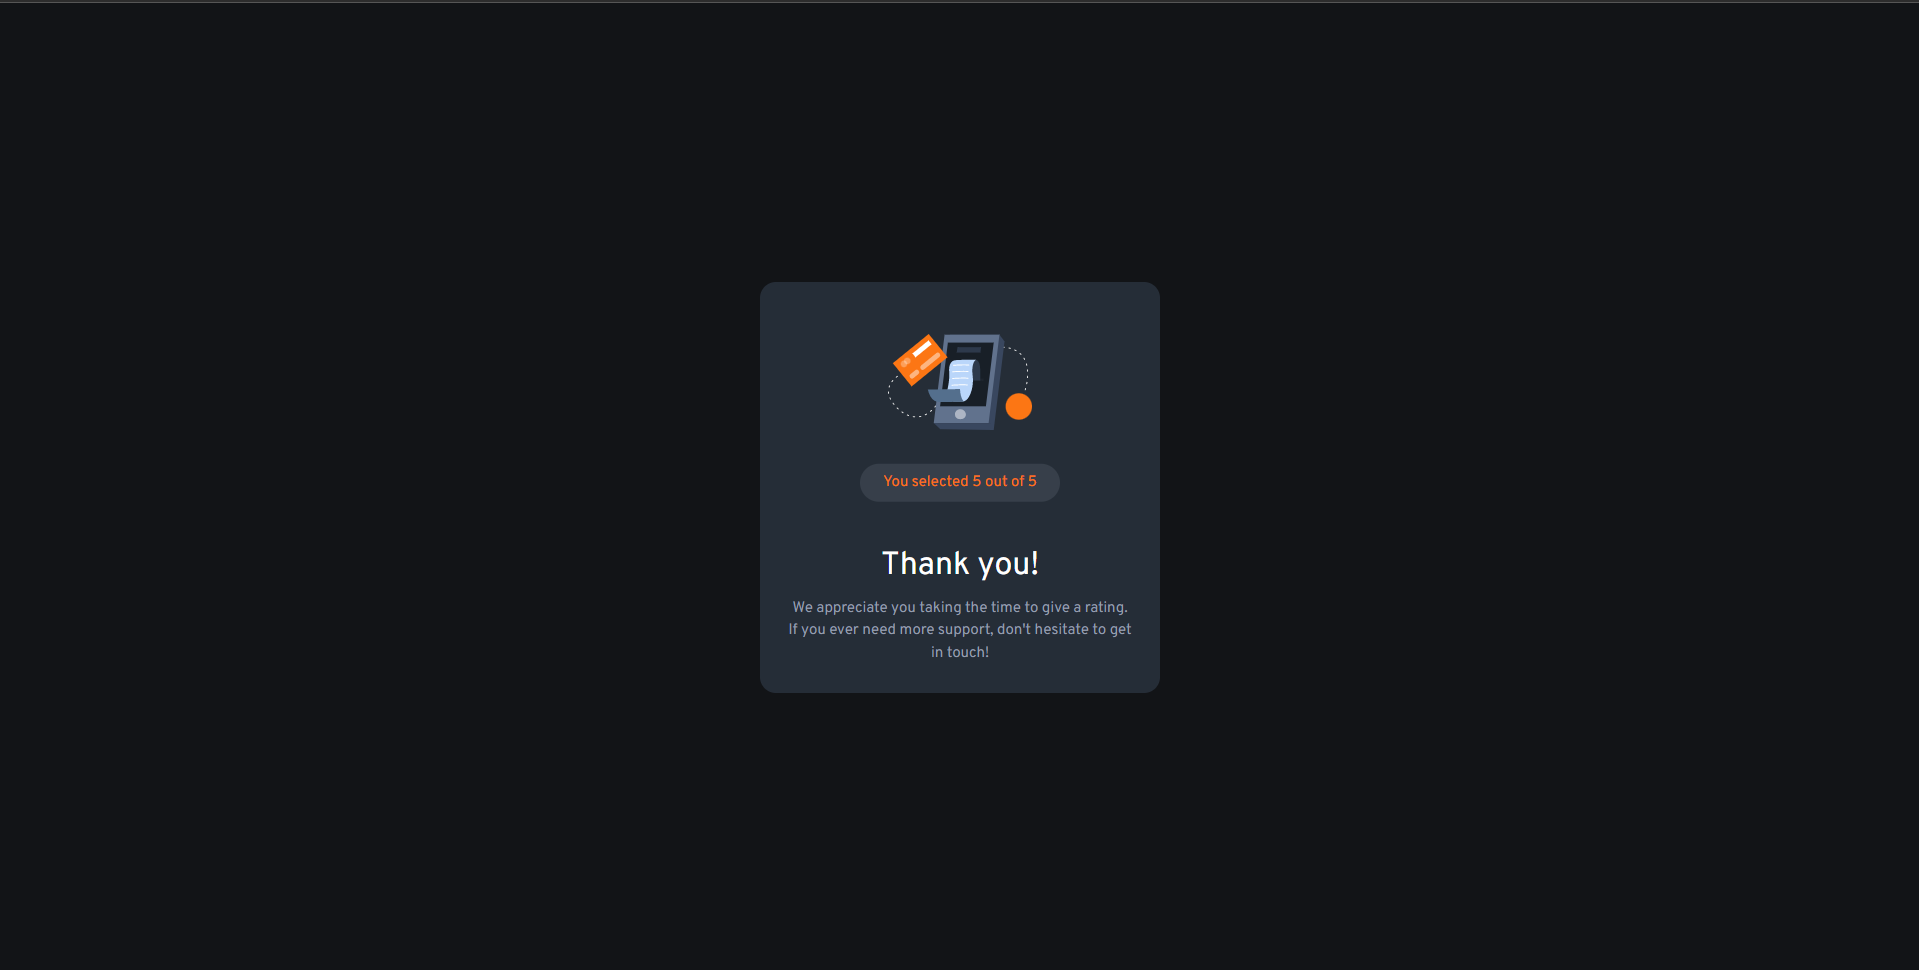 You selected 5 out of 5
Thank you!
We appreciate you taking the time to give a rating.
If you ever need more support, don't hesitate to get
in touch!